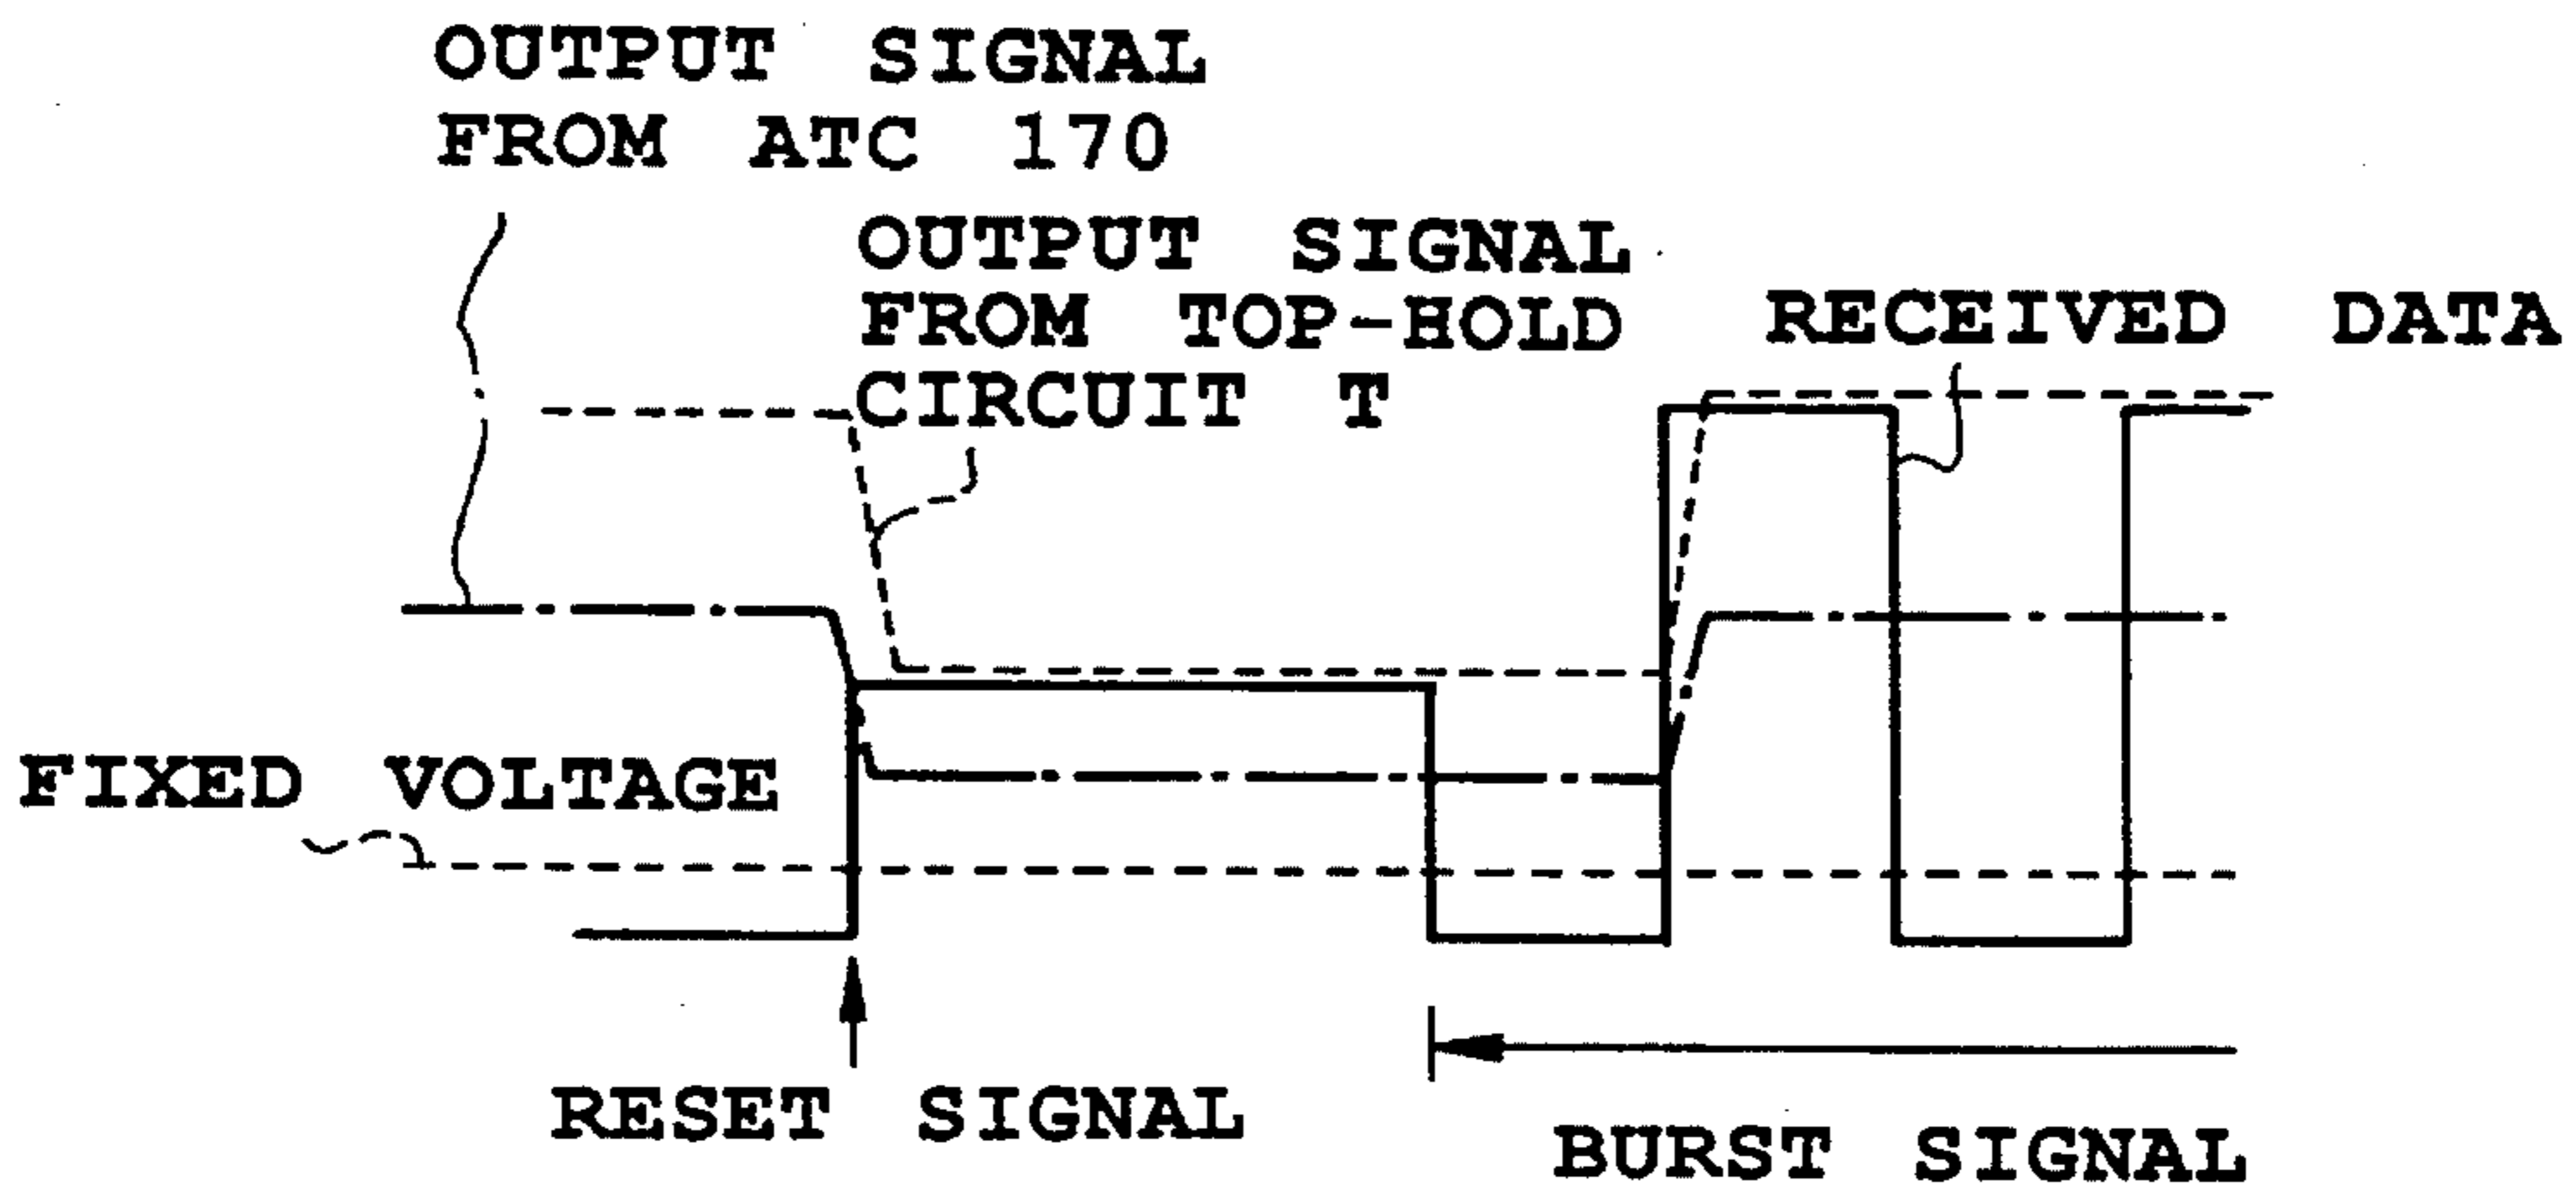 OUTPUT SIGNAL
FROM ATC 170
OUTPUT SIGNAL
FROM TOP-HOLD
CIRCUIT T
RECEIVED DATA
FIXED VOLTAGE
RESET SIGNAL
BURST SIGNAL